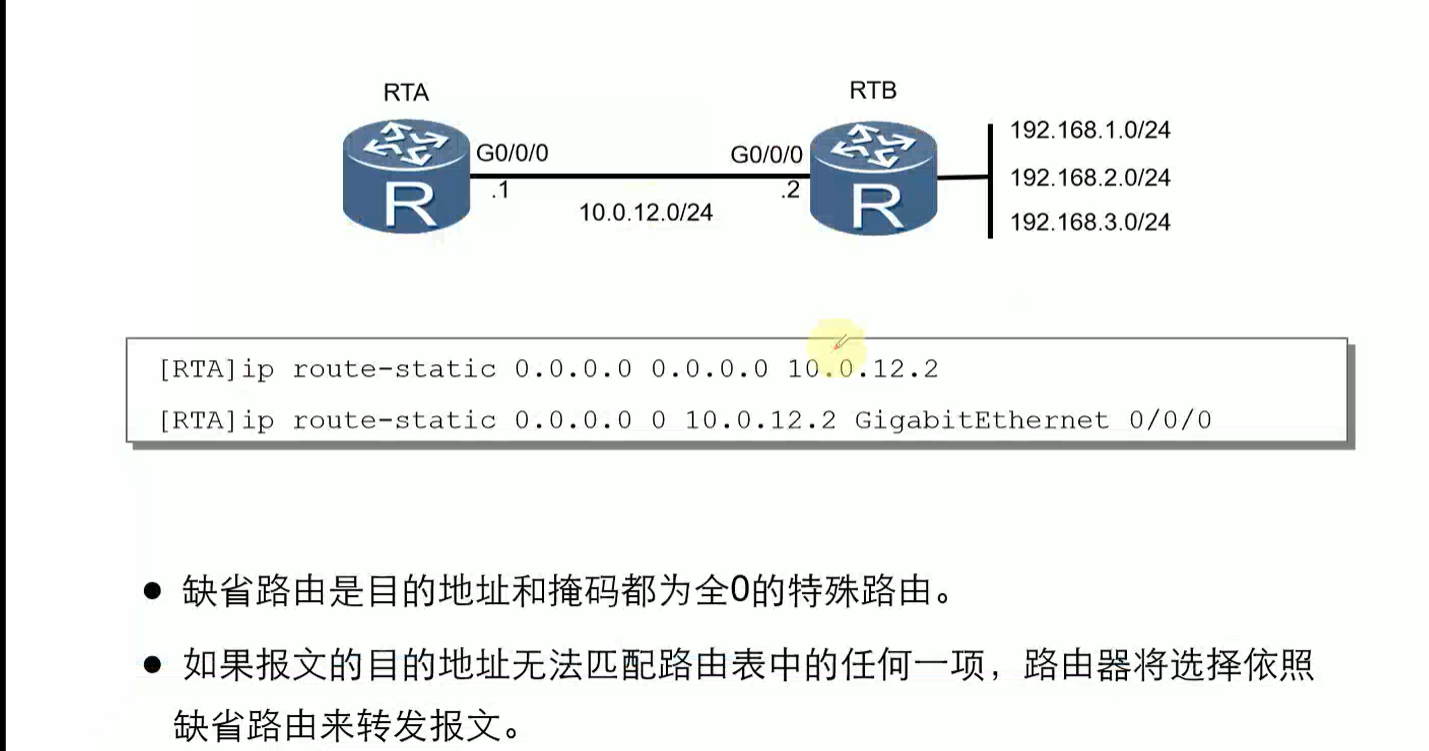 RTA
RTB
G0/0/0
G0/0/0
.1
.2
10.0.12.0/24
R
R
192.168.1.0/24
192.168.2.0/24
192.168.3.0/24
[RTA]ip route-static 0.0.0.0 0.0.0.0 10.0.12.2
[RTA]ip route-static 0.0.0.0 0 10.0.12.2 GigabitEthernet 0/0/0
● 缺省路由是目的地址和掩码都为全0的特殊路由。
● 如果报文的目的地址无法匹配路由表中的任何一项，路由器将选择依照
缺省路由来转发报文。